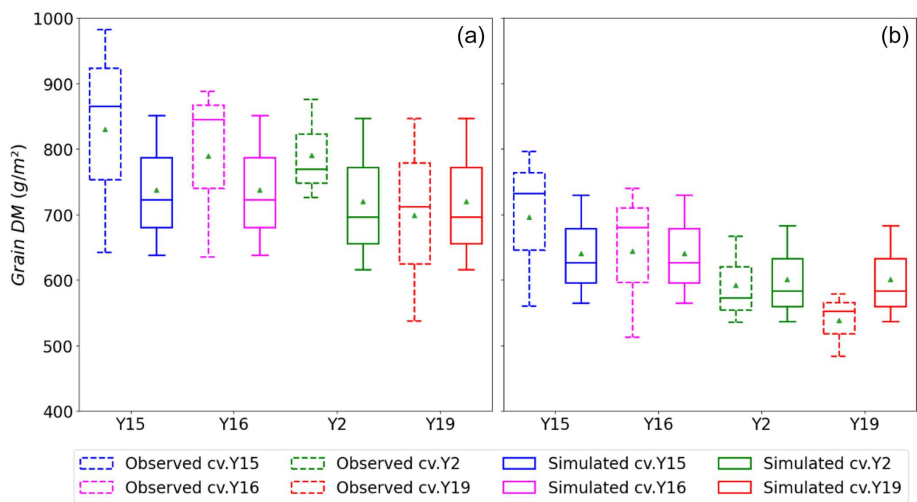 (a) (b)
Grain DM (g/m²)
1000
900
800
700
600
500
400
Y15 Y16 Y2 Y19 Y15 Y16 Y2 Y19
Observed cv.Y15 Observed cv.Y2 Simulated cv.Y15 Simulated cv.Y2
Observed cv.Y16 Observed cv.Y19 Simulated cv.Y16 Simulated cv.Y19